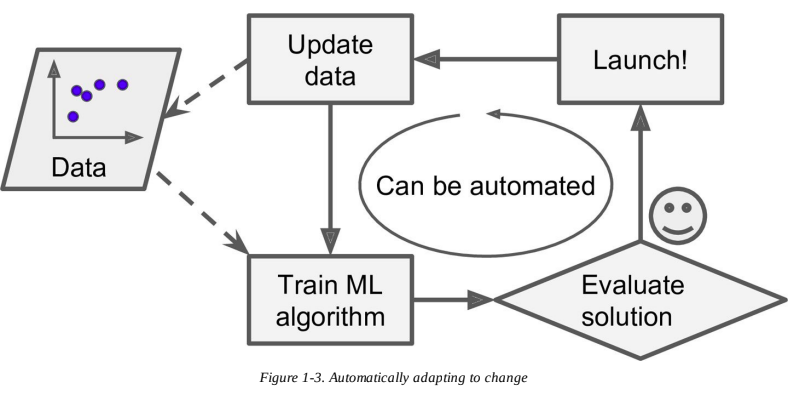 Update
data
Launch!
Data
Can be automated
Train ML
algorithm
Evaluate
solution
Figure 1-3. Automatically adapting to change